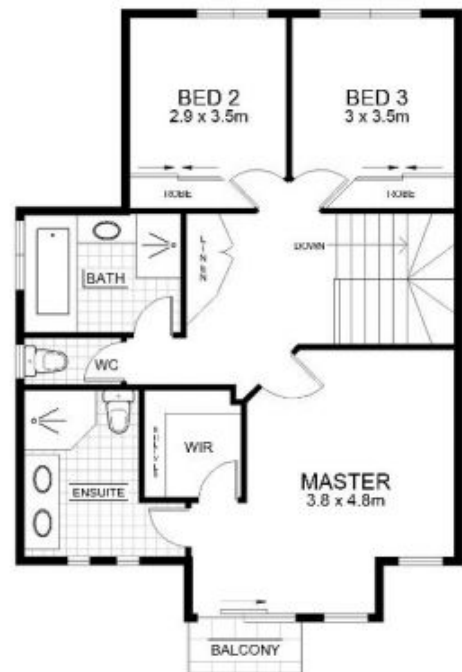 BED 2
2.9 x 3.5m
BED 3
3 x 3.5m
ROBE
ROBE
LINEN
DOWN
BATH
WC
SHELVES
WIR
ENSUITE
MASTER
3.8 x 4.8m
BALCONY